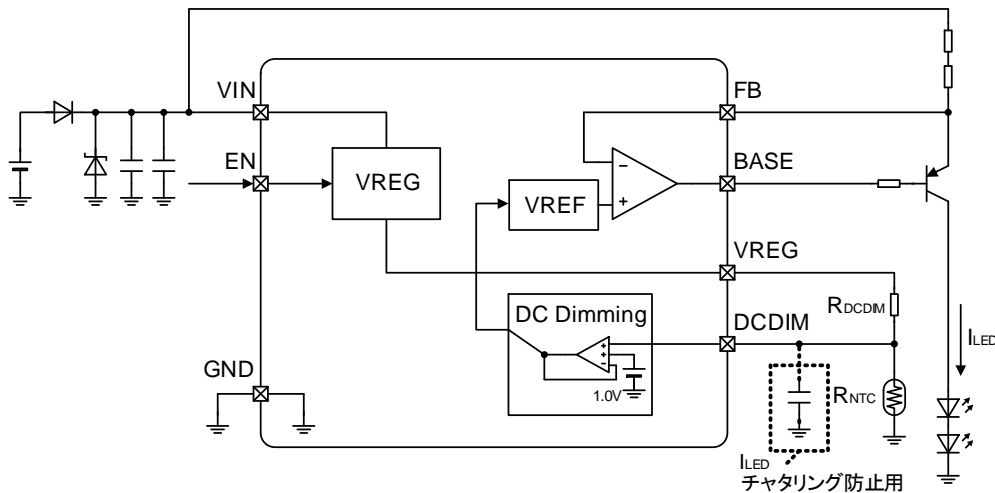 VIN
FB
EN
BASE
VREG
VREF
VREG
DC Dimming
DCDIM
RDCDIM
ILED
GND
1.0V
RNTC
ILED
チャタリング防止用